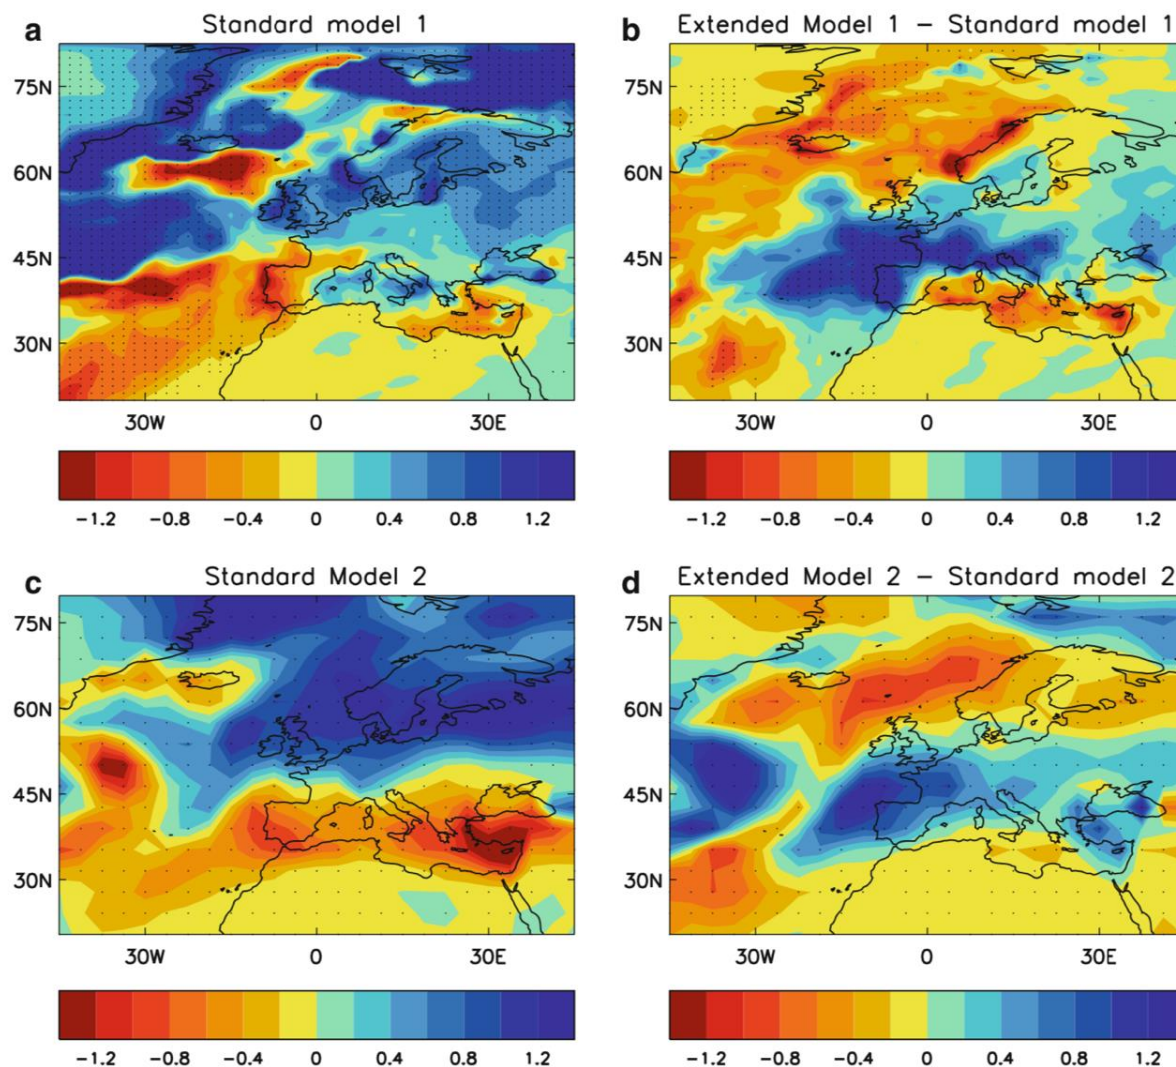 a Standard model 1
75N
60N
45N
30N
30W 0 30E
-1.2 -0.8 -0.4 0 0.4 0.8 1.2
b Extended Model 1 - Standard model 1
75N
60N
45N
30N
30W 0 30E
-1.2 -0.8 -0.4 0 0.4 0.8 1.2
c Standard Model 2
75N
60N
45N
30N
30W 0 30E
-1.2 -0.8 -0.4 0 0.4 0.8 1.2
d Extended Model 2 - Standard model 2
75N
60N
45N
30N
30W 0 30E
-1.2 -0.8 -0.4 0 0.4 0.8 1.2